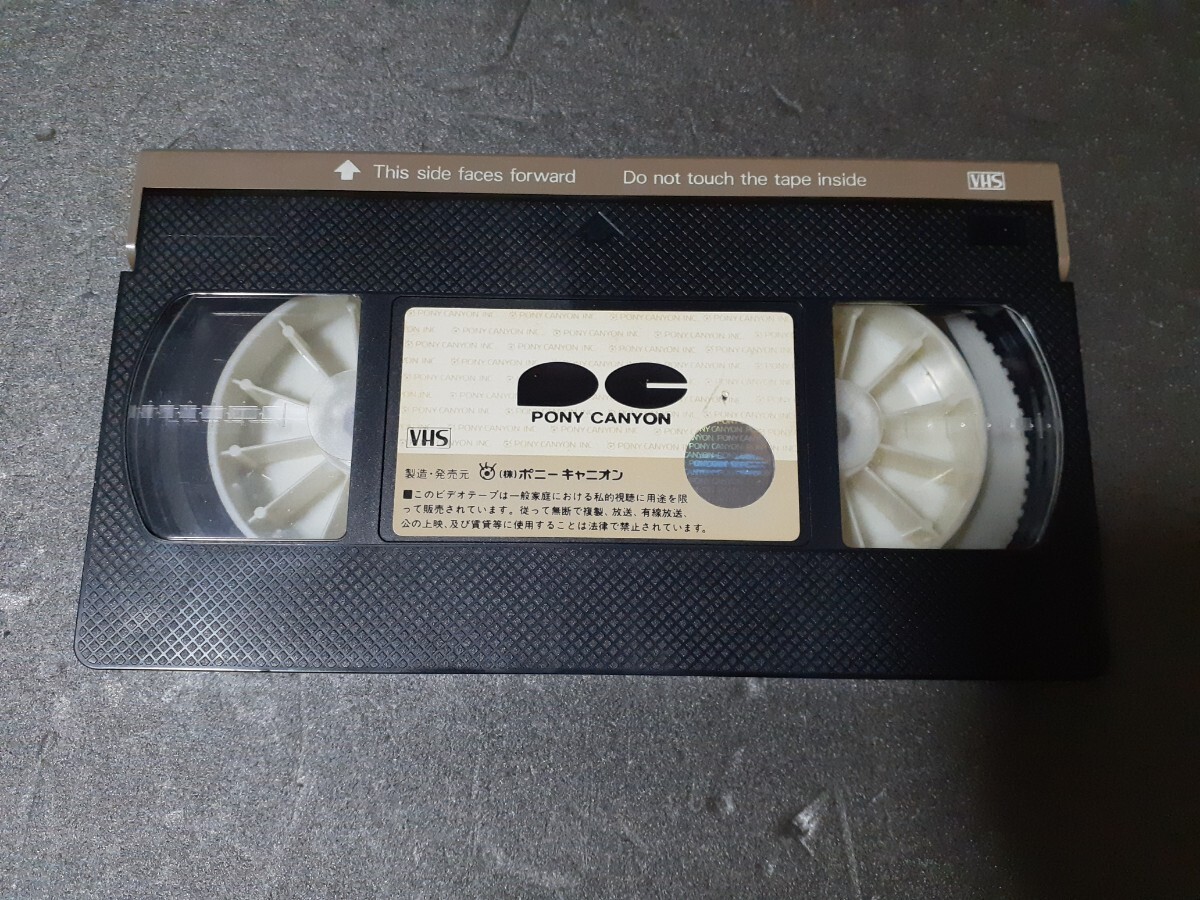 This side faces forward Do not touch the tape inside VHS
PC
PONY CANYON
VHS
製造・発売元 (株)ポニーキャニオン
■このビデオテープは一般家庭における私的視聴に用途を限
って販売されています。従って無断で複製、放送、有線放送、
公の上映、及び賃貸等に使用することは法律で禁止されています。